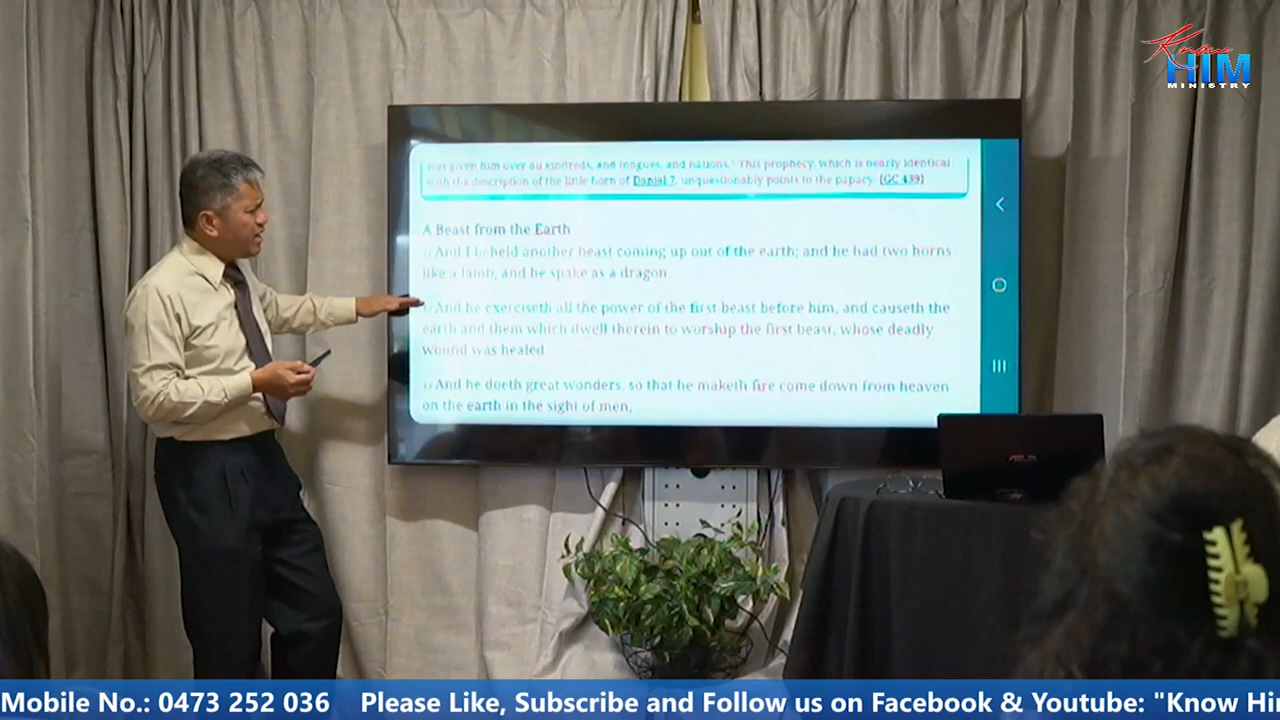 Know
HIM
MINISTRY
was given him over all kindreds, and tongues, and nations." This prophecy, which is nearly identical
with the description of the little horn of Daniel 7, unquestionably points to the papacy. {GC 439}
A Beast from the Earth
And I beheld another beast coming up out of the earth; and he had two horns
like a lamb, and he spake as a dragon.
And he exerciseth all the power of the first beast before him, and causeth the
earth and them which dwell therein to worship the first beast, whose deadly
wound was healed.
And he doeth great wonders, so that he maketh fire come down from heaven
on the earth in the sight of men,
ASUS
Mobile No.: 0473 252 036 Please Like, Subscribe and Follow us on Facebook & Youtube: "Know Hi